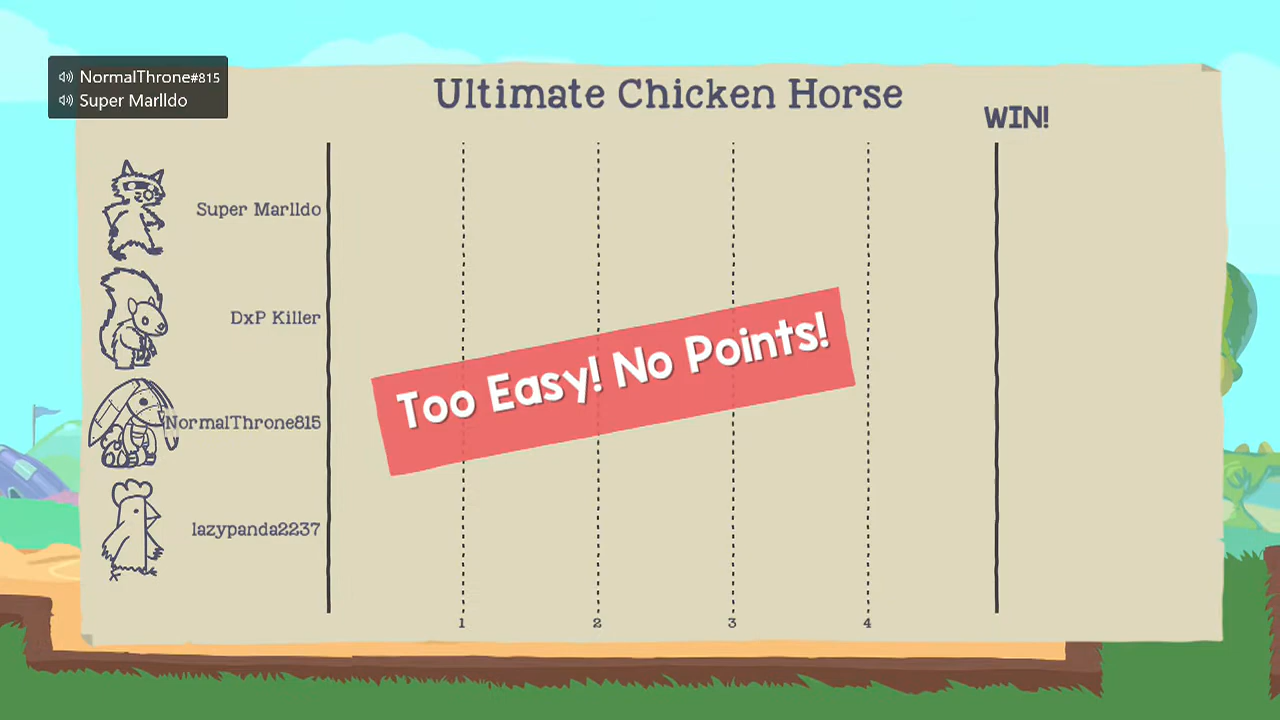 NormalThrone#815
Super Marlldo
Ultimate Chicken Horse
WIN!
Super Marlldo
DxP Killer
NormalThrone815
lazypanda2237
Too Easy! No Points!
1 2 3 4